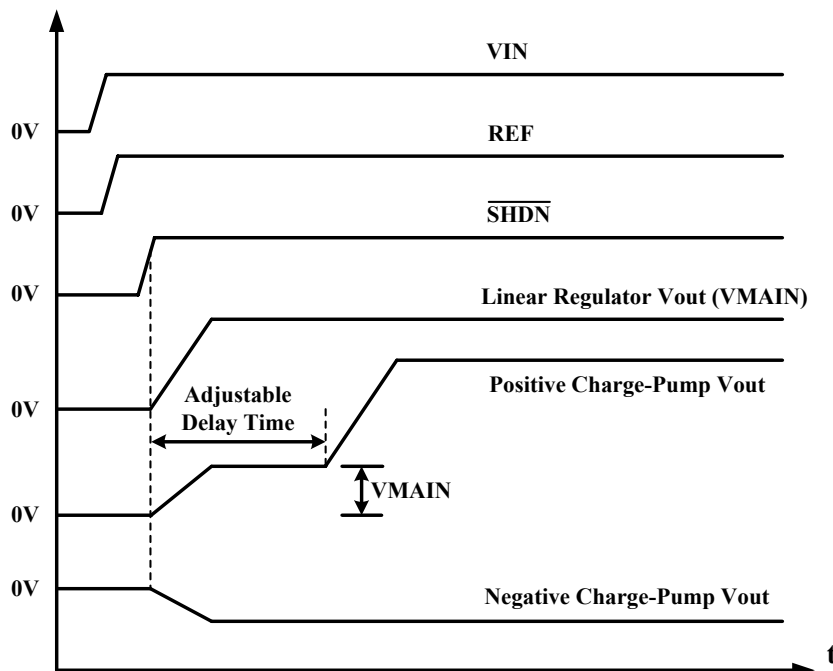 VIN
0V
REF
0V
SHDN
0V
Linear Regulator Vout (VMAIN)
Positive Charge-Pump Vout
Adjustable
Delay Time
0V
VMAIN
0V
0V
Negative Charge-Pump Vout
t